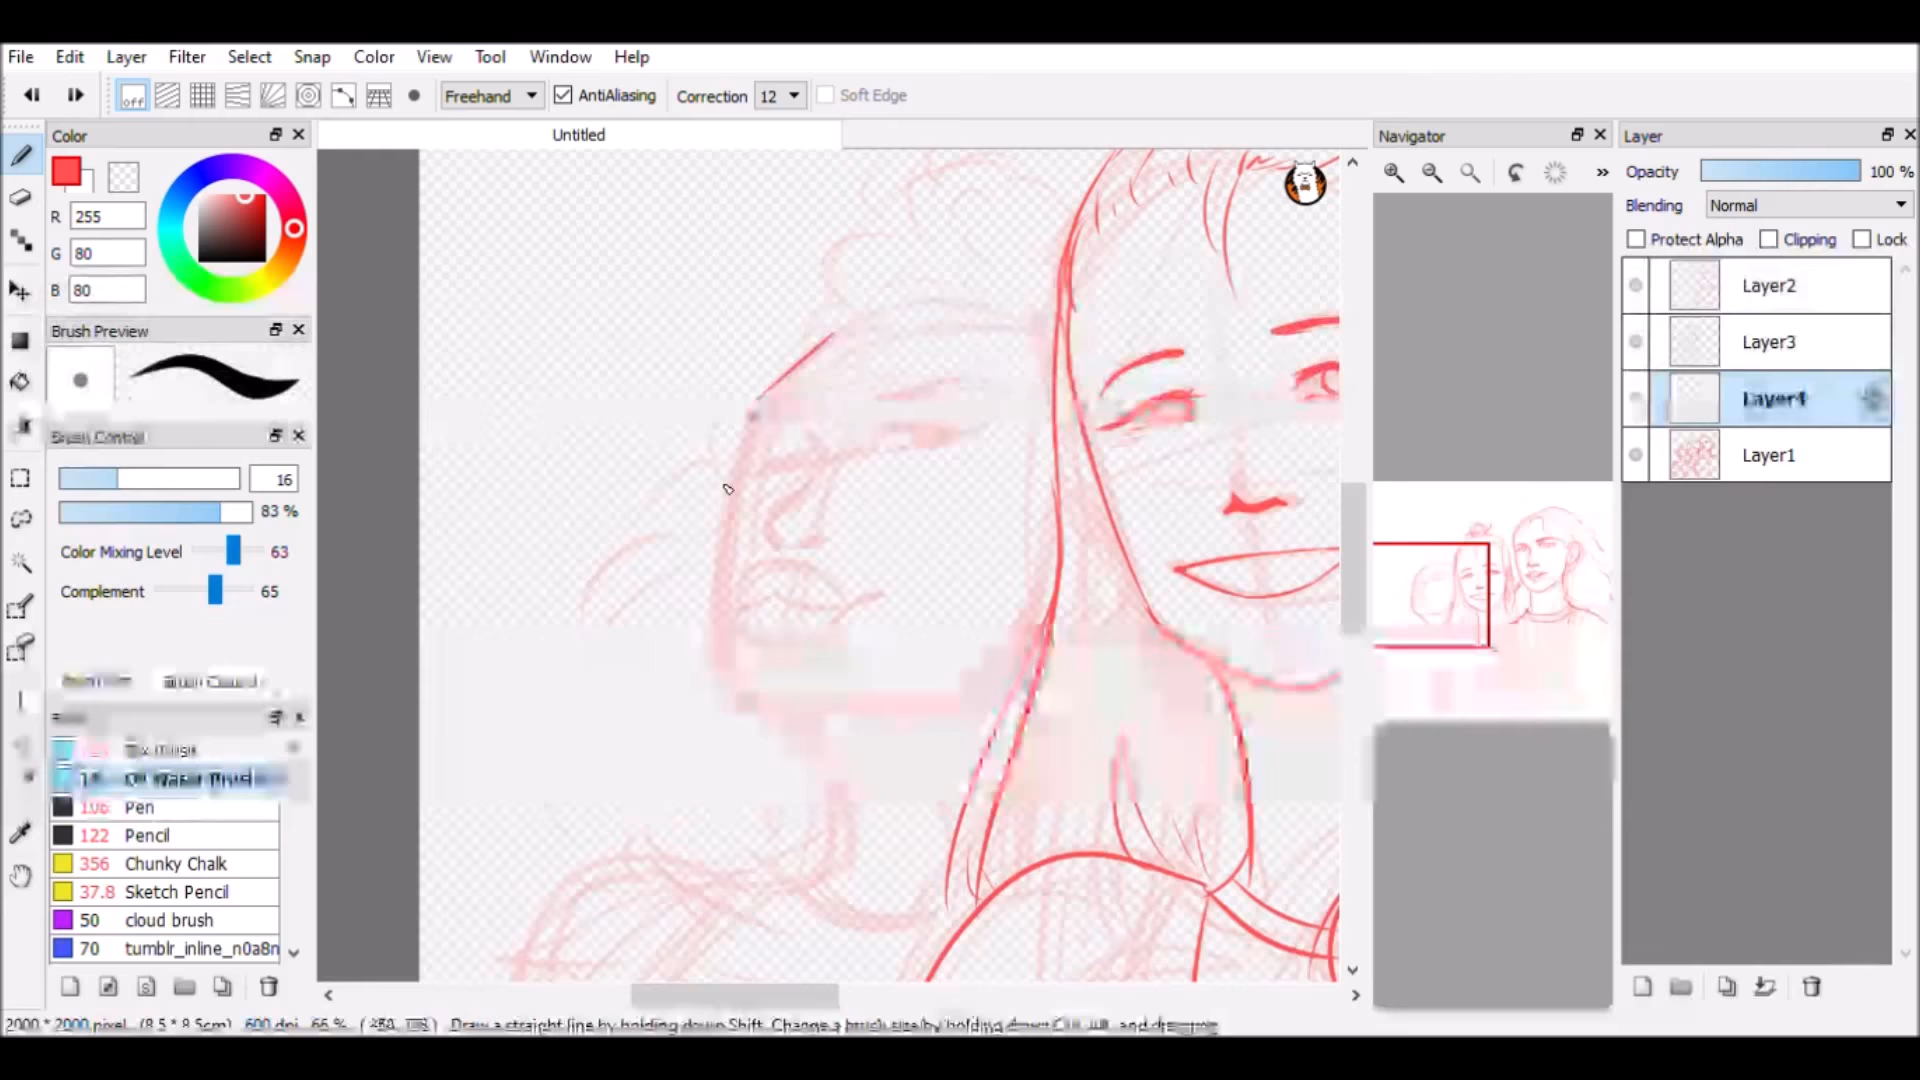 File Edit Layer Filter Select Snap Color View Tool Window Help
off Freehand AntiAliasing Correction 12 Soft Edge
Color
Untitled
Navigator
Layer
R 255
G 80
B 80
Opacity 100 %
Blending Normal
Protect Alpha Clipping Lock
Layer2
Layer3
Layer4
Layer1
Brush Preview
Brush Control
16
83 %
Color Mixing Level 63
Complement 65
Brush Control
106 Pen
122 Pencil
356 Chunky Chalk
37.8 Sketch Pencil
50 cloud brush
70 tumblr_inline_n0a8n
2000 * 2000 pixel (8.5 * 8.5cm) 600 dpi 66 % Draw a straight line by holding down Shift, Change a brush size by holding down